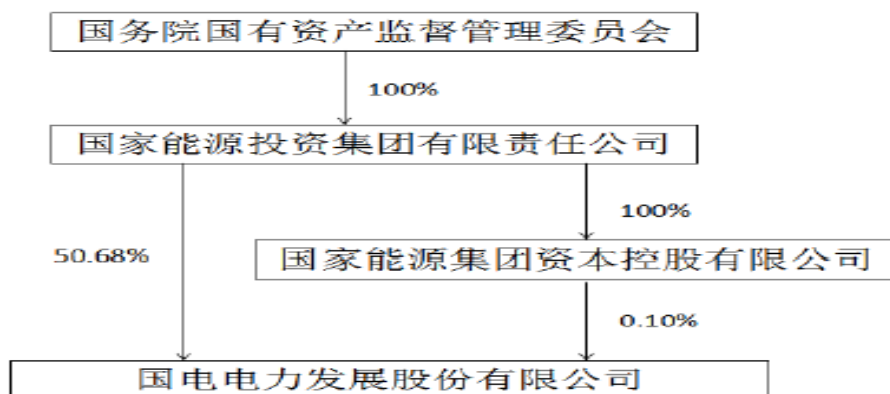 国务院国有资产监督管理委员会
100%
国家能源投资集团有限责任公司
100%
50.68%
国家能源集团资本控股有限公司
0.10%
国电电力发展股份有限公司